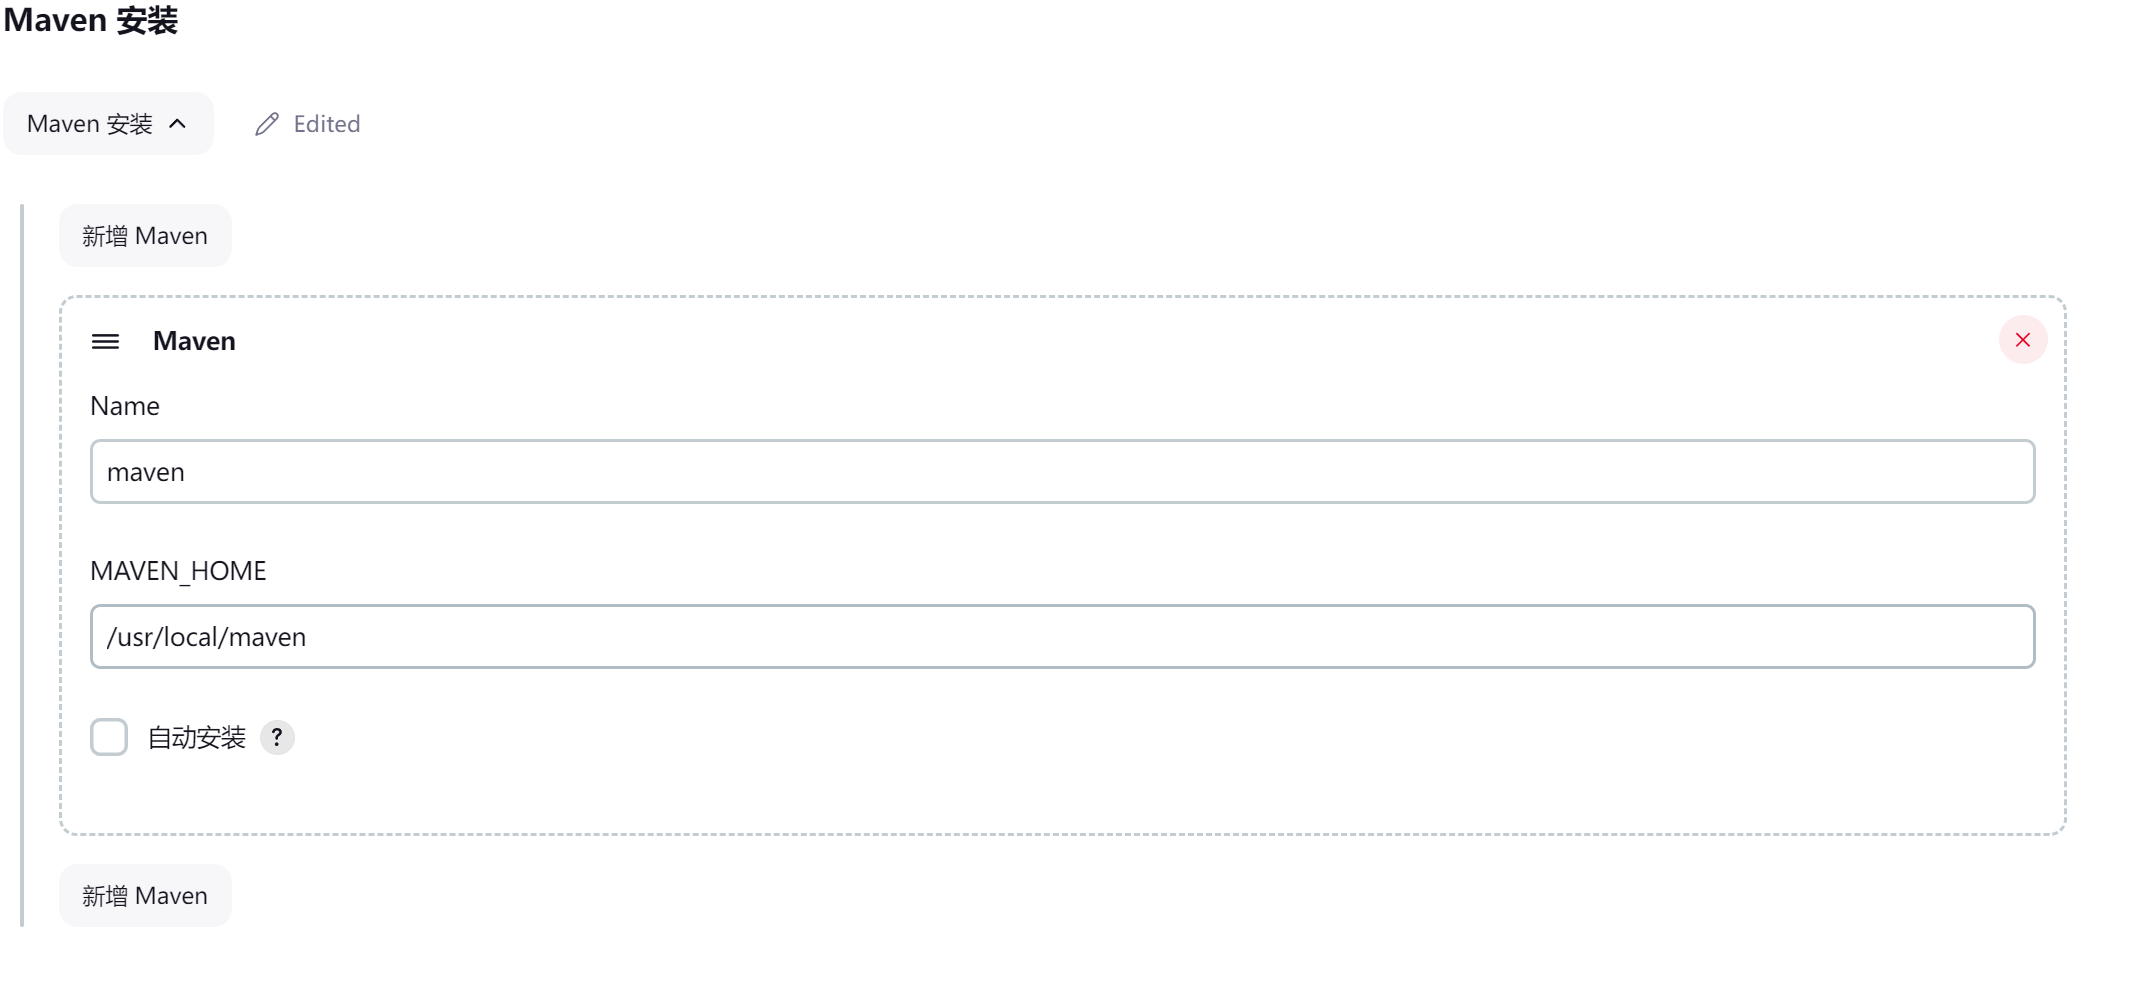 Maven 安装
Maven 安装
Edited
新增 Maven
Maven
Name
maven
MAVEN_HOME
/usr/local/maven
自动安装 ?
新增 Maven